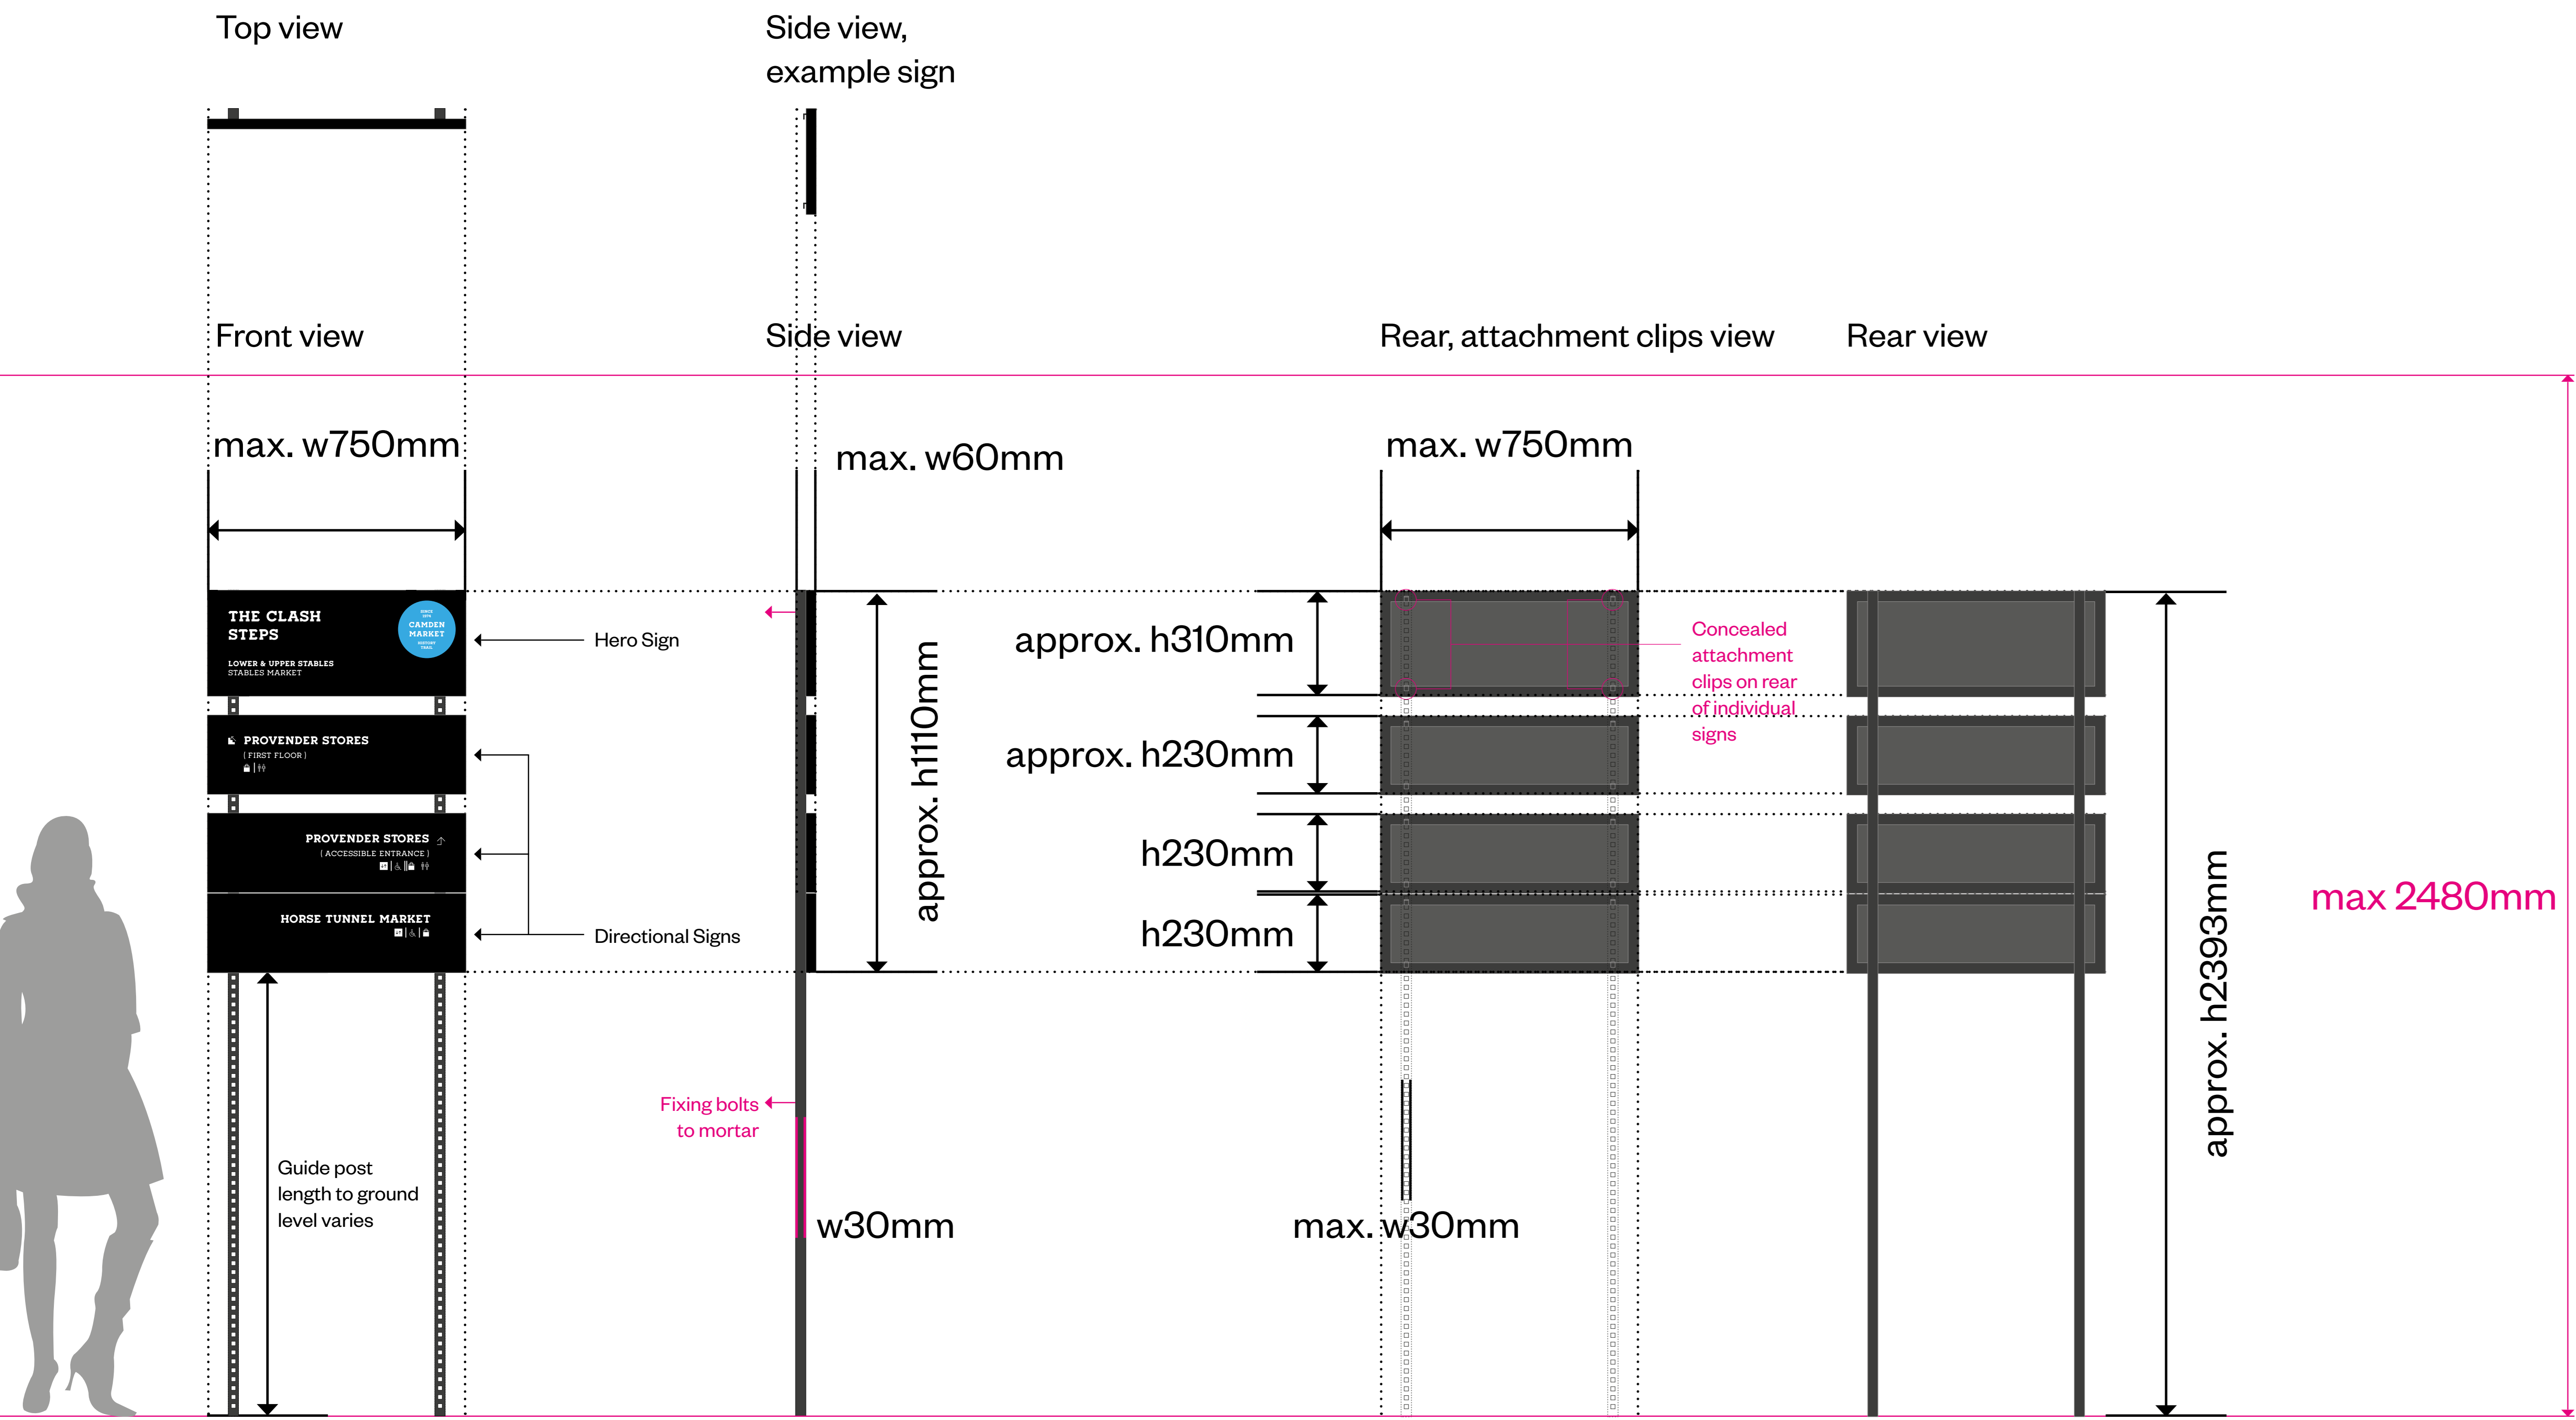 Top view
Side view,
example sign
Front view
Side view
Rear, attachment clips view
Rear view
max. w750mm
max. w60mm
max. w750mm
THE CLASH
STEPS
LOWER & UPPER STABLES
STABLES MARKET
SINCE
1974
CAMDEN
MARKET
HISTORY
TRAIL
Hero Sign
PROVENDER STORES
( FIRST FLOOR )
PROVENDER STORES
( ACCESSIBLE ENTRANCE )
HORSE TUNNEL MARKET
Directional Signs
approx. h1110mm
approx. h310mm
approx. h230mm
h230mm
h230mm
Concealed
attachment
clips on rear
of individual
signs
approx. h2393mm
max 2480mm
Fixing bolts
to mortar
Guide post
length to ground
level varies
w30mm
max. w30mm